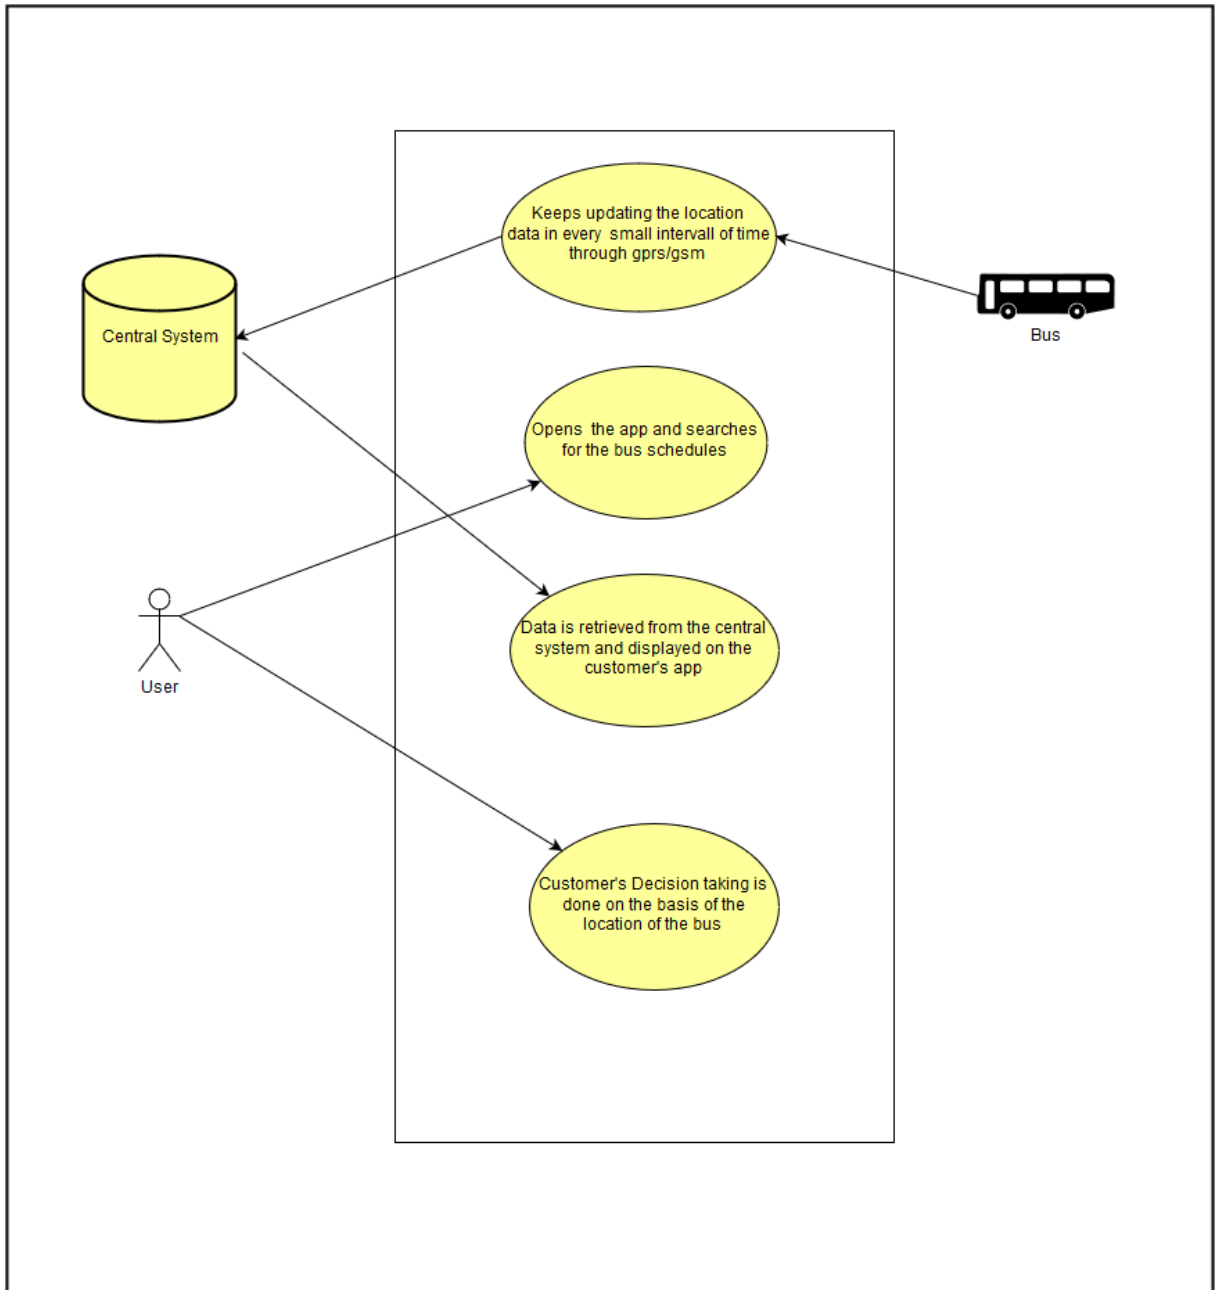 Keeps updating the location
data in every small intervall of time
through gprs/gsm
Central System
Bus
Opens the app and searches
for the bus schedules
Data is retrieved from the central
system and displayed on the
customer's app
User
Customer's Decision taking is
done on the basis of the
location of the bus